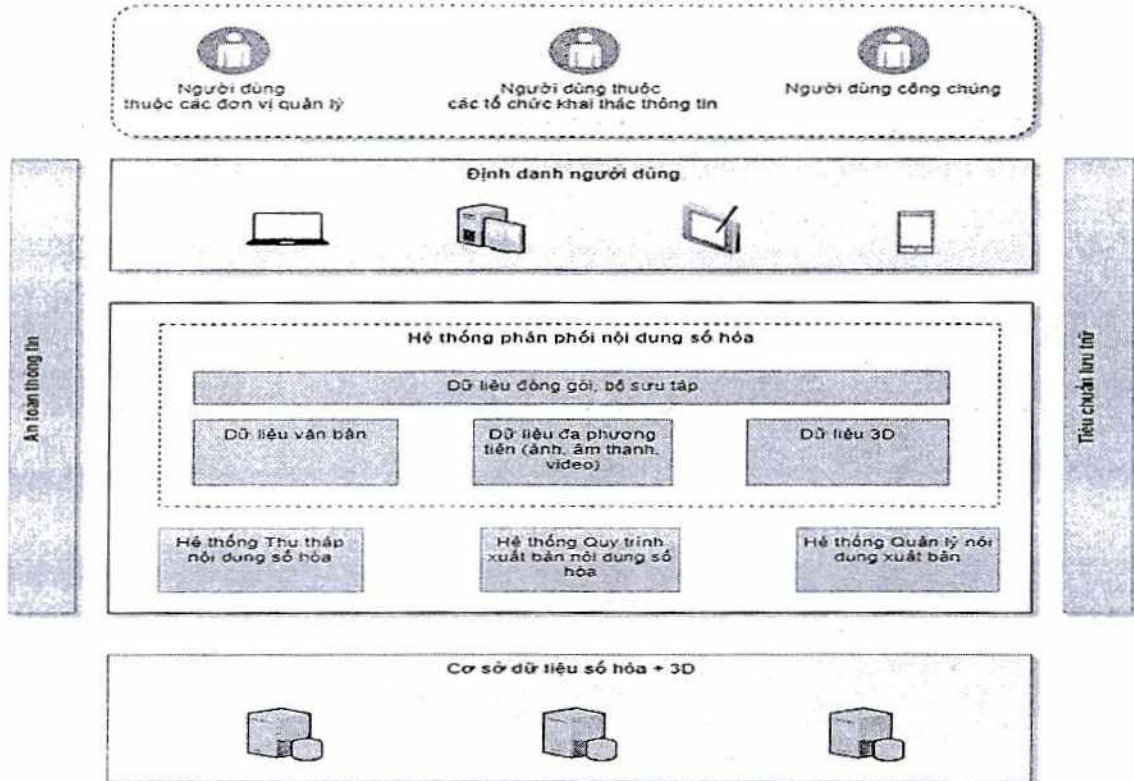 Người dùng
thuộc các đơn vị quản lý
Người dùng thuộc
các tổ chức khai thác thông tin
Người dùng công chúng
Định danh người dùng
An toàn thông tin
Tiêu chuẩn lưu trữ
Hệ thống phân phối nội dung số hóa
Dữ liệu đóng gói, bộ sưu tập
Dữ liệu văn bản
Dữ liệu đa phương
tiện (ảnh, âm thanh,
video)
Dữ liệu 3D
Hệ thống Thu thập
nội dung số hóa
Hệ thống Quy trình
xuất bản nội dung số
hóa
Hệ thống Quản lý nội
dung xuất bản
Cơ sở dữ liệu số hóa + 3D